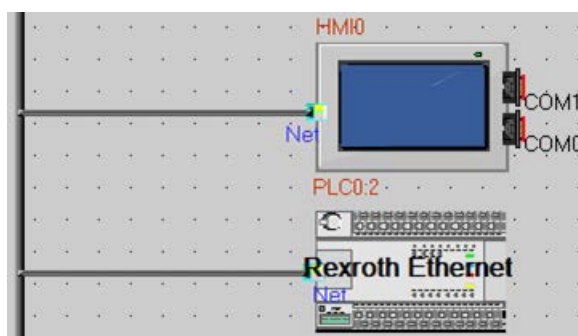 HMI0
COM1
Net
COM0
PLC0:2
Rexroth Ethernet
Net